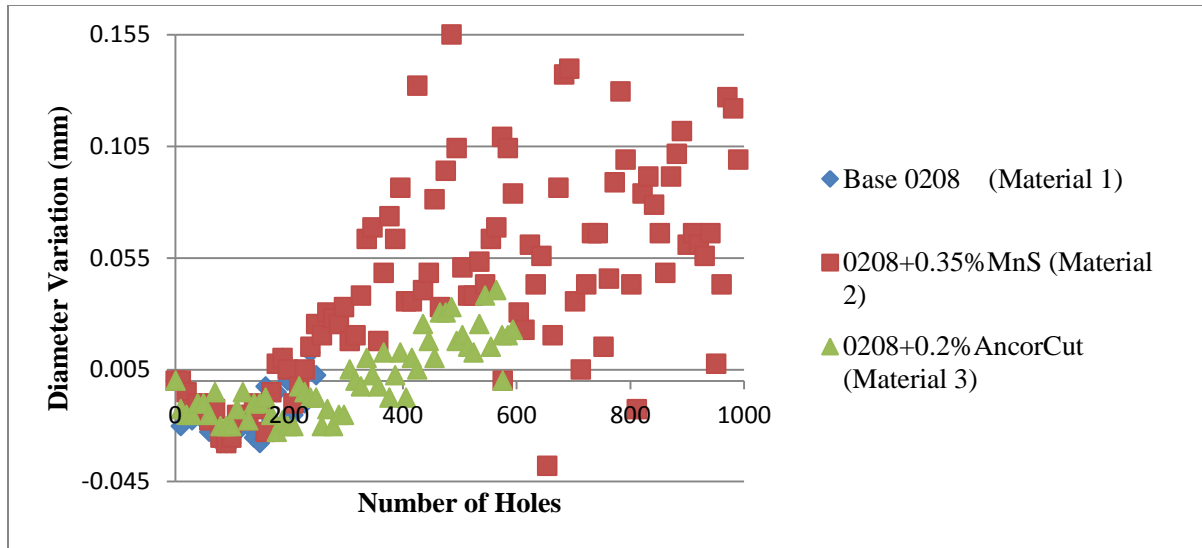 0.155
0.105
0.055
0.005
-0.045
Diameter Variation (mm)
0 200 400 600 800 1000
Number of Holes
Base 0208 (Material 1)
0208+0.35%MnS (Material
2)
0208+0.2%AncorCut
(Material 3)